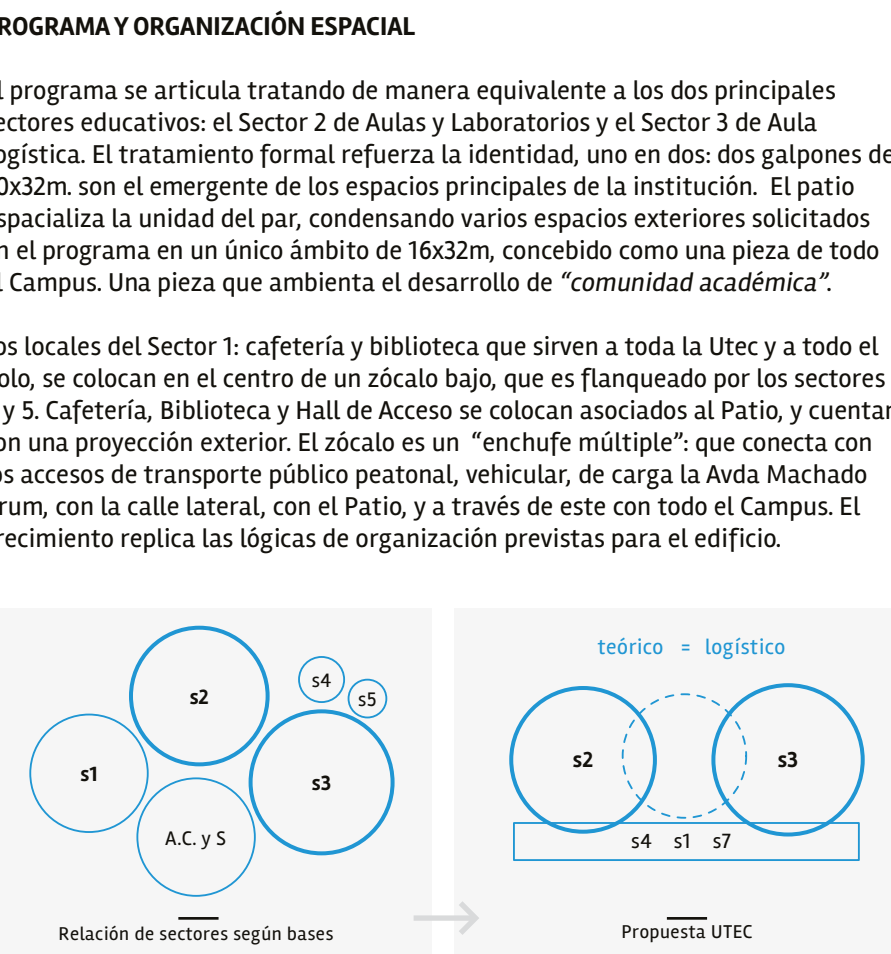 ROGRAMA Y ORGANIZACIÓN ESPACIAL
l programa se articula tratando de manera equivalente a los dos principales
ectores educativos: el Sector 2 de Aulas y Laboratorios y el Sector 3 de Aula
ogística. El tratamiento formal refuerza la identidad, uno en dos: dos galpones de
0x32m. son el emergente de los espacios principales de la institución. El patio
spacializa la unidad del par, condensando varios espacios exteriores solicitados
n el programa en un único ámbito de 16x32m, concebido como una pieza de todo
l Campus. Una pieza que ambienta el desarrollo de “comunidad académica”.
os locales del Sector 1: cafetería y biblioteca que sirven a toda la Utec y a todo el
olo, se colocan en el centro de un zócalo bajo, que es flanqueado por los sectores
y 5. Cafetería, Biblioteca y Hall de Acceso se colocan asociados al Patio, y cuentan
on una proyección exterior. El zócalo es un “enchufe múltiple”: que conecta con
os accesos de transporte público peatonal, vehicular, de carga la Avda Machado
rum, con la calle lateral, con el Patio, y a través de este con todo el Campus. El
recimiento replica las lógicas de organización previstas para el edificio.
s2
s4
s5
s1
s3
A.C. y S
Relación de sectores según bases
teórico = logístico
s2
s3
s4 s1 s7
Propuesta UTEC